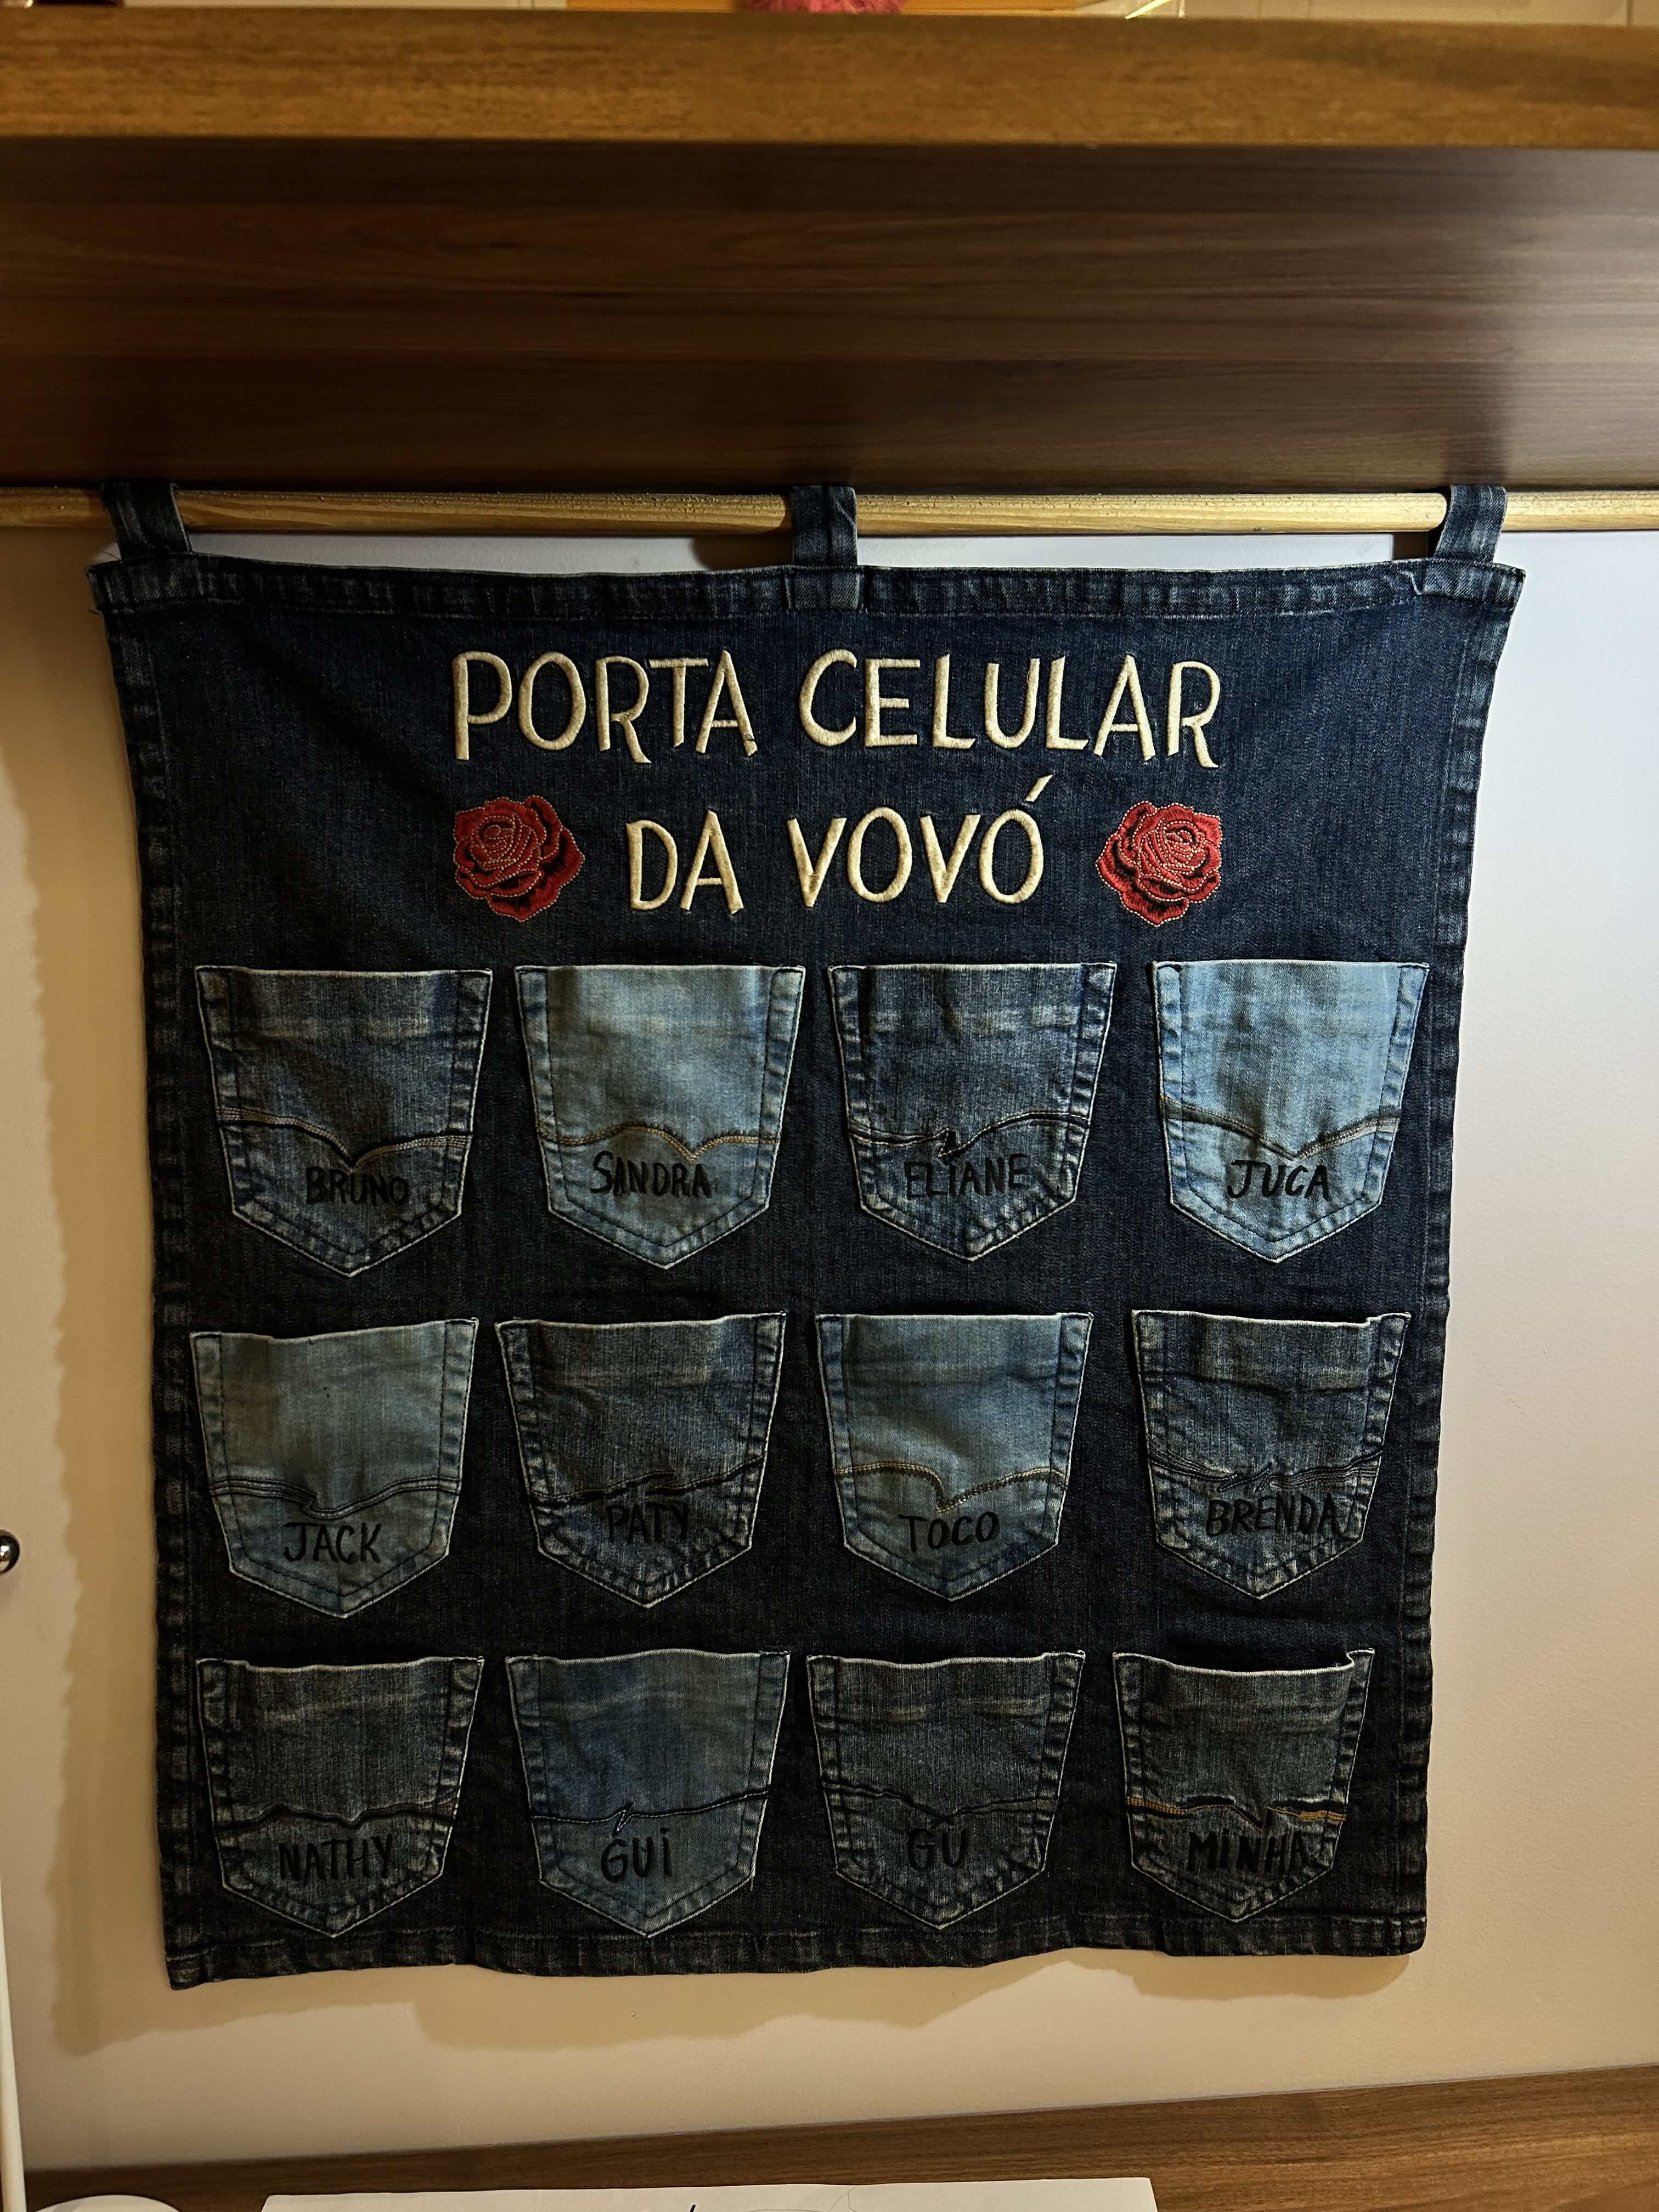 PORTA CELULAR
DA VOVÓ
BRUNO SANDRA ELIANE JUCA
JACK PATY TOCO BRENDA
NATHY GUI GU MINHA